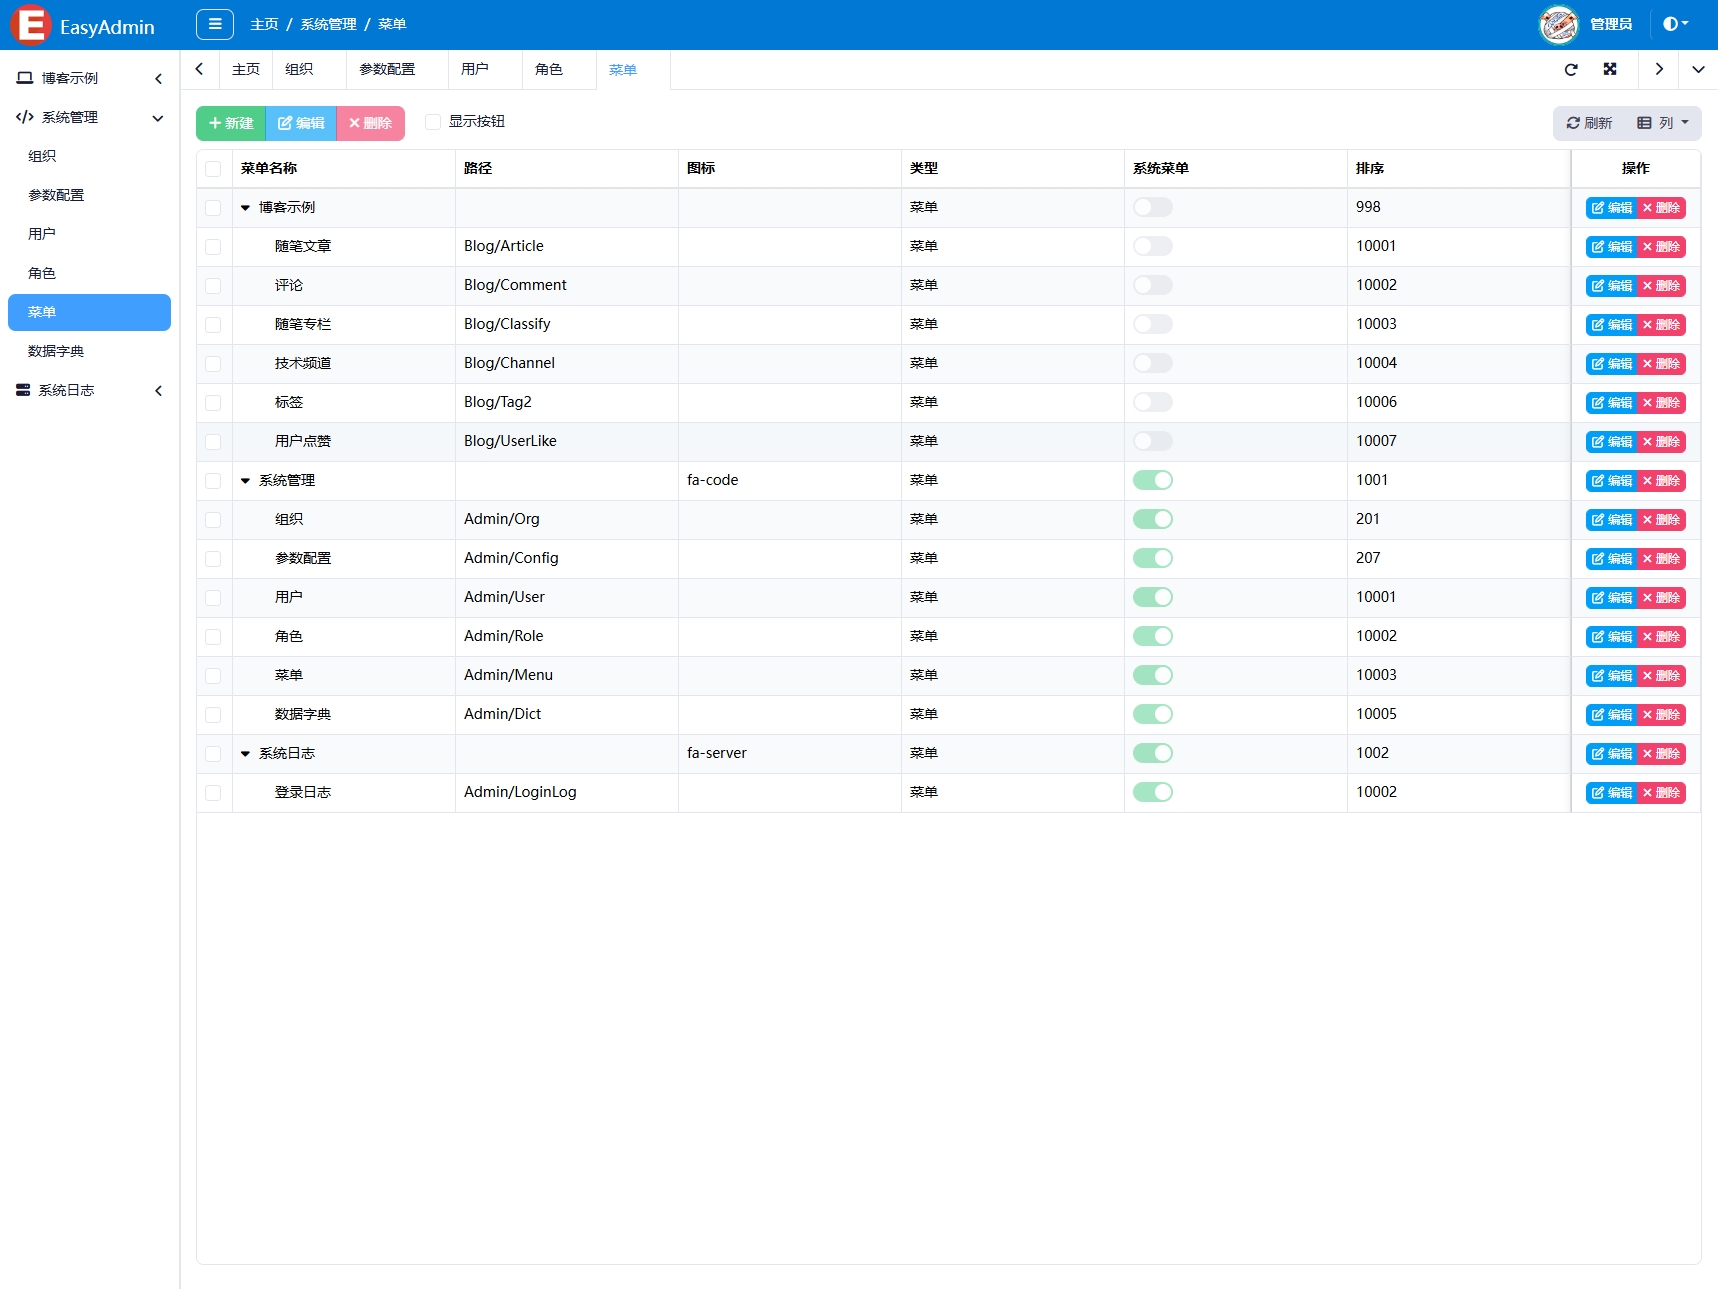 E EasyAdmin 主页 / 系统管理 / 菜单 管理员
博客示例
系统管理
组织
参数配置
用户
角色
菜单
数据字典
系统日志
主页 组织 参数配置 用户 角色 菜单
新建 编辑 删除 显示按钮 刷新 列
菜单名称 路径 图标 类型 系统菜单 排序 操作
博客示例 菜单 998 编辑 删除
随笔文章 Blog/Article 菜单 10001 编辑 删除
评论 Blog/Comment 菜单 10002 编辑 删除
随笔专栏 Blog/Classify 菜单 10003 编辑 删除
技术频道 Blog/Channel 菜单 10004 编辑 删除
标签 Blog/Tag2 菜单 10006 编辑 删除
用户点赞 Blog/UserLike 菜单 10007 编辑 删除
系统管理 fa-code 菜单 1001 编辑 删除
组织 Admin/Org 菜单 201 编辑 删除
参数配置 Admin/Config 菜单 207 编辑 删除
用户 Admin/User 菜单 10001 编辑 删除
角色 Admin/Role 菜单 10002 编辑 删除
菜单 Admin/Menu 菜单 10003 编辑 删除
数据字典 Admin/Dict 菜单 10005 编辑 删除
系统日志 fa-server 菜单 1002 编辑 删除
登录日志 Admin/LoginLog 菜单 10002 编辑 删除